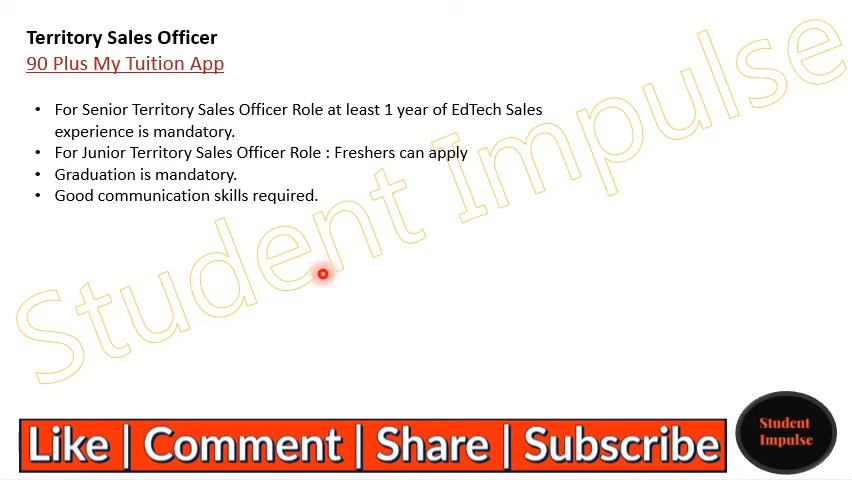 Territory Sales Officer
90 Plus My Tuition App
• For Senior Territory Sales Officer Role at least 1 year of EdTech Sales
experience is mandatory.
• For Junior Territory Sales Officer Role : Freshers can apply
• Graduation is mandatory.
• Good communication skills required.
Student Impulse
Like | Comment | Share | Subscribe
Student
Impulse